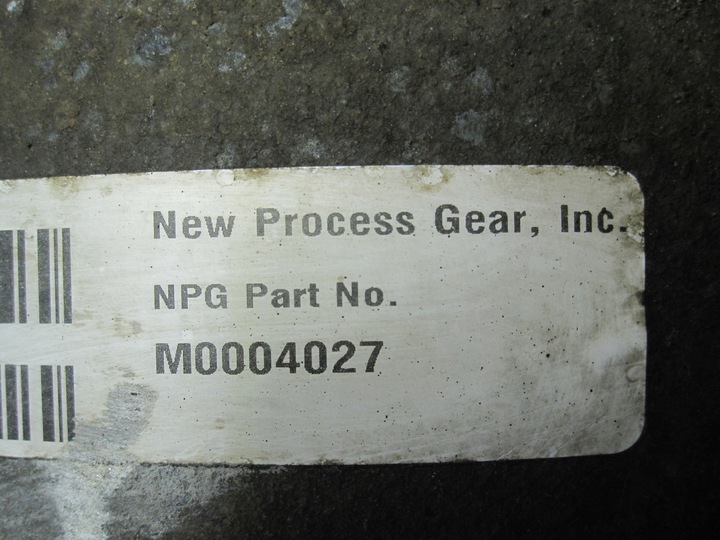 New Process Gear, Inc.
NPG Part No.
M0004027